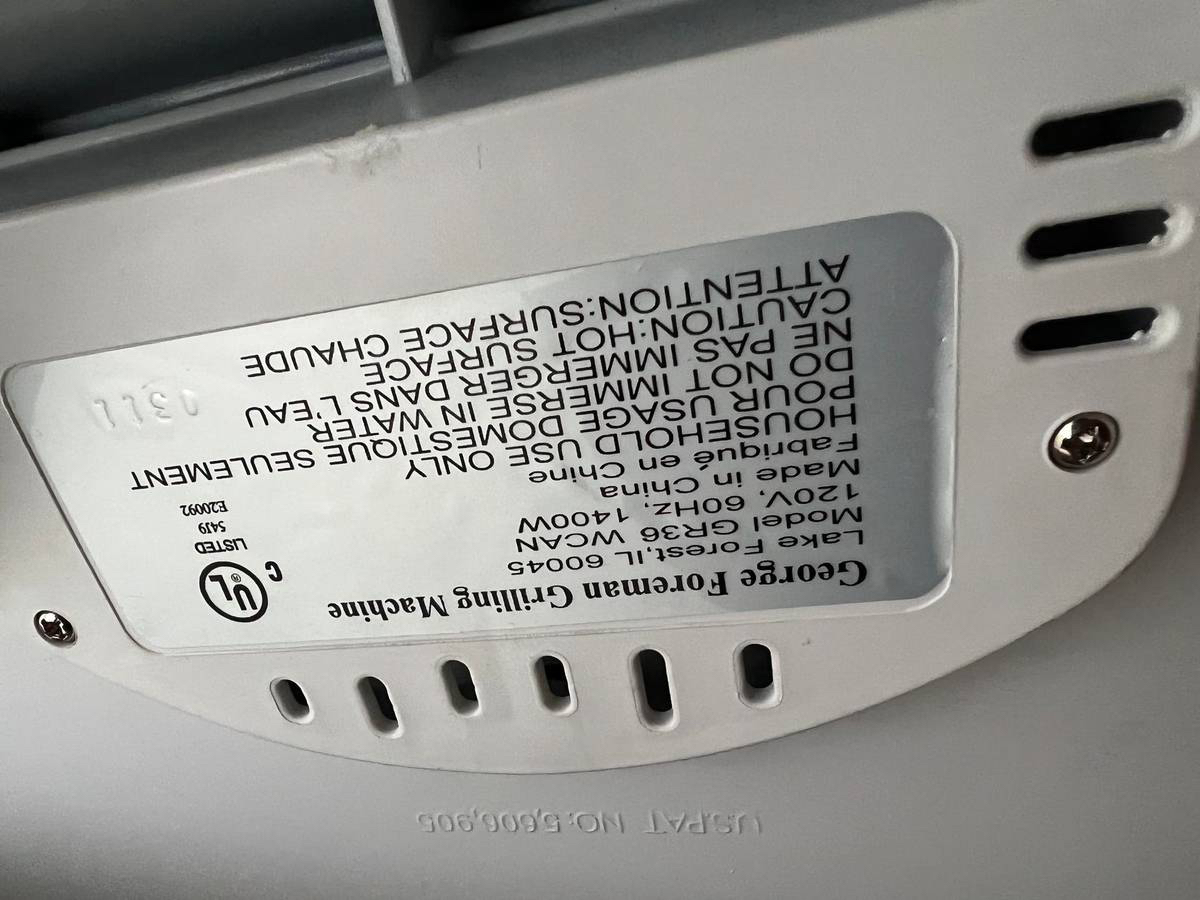 George Foreman Grilling Machine
Lake Forest, IL 60045
Model GR36 WCAN
120V, 60Hz, 1400W
Made in China
Fabriqué en Chine
HOUSEHOLD USE ONLY
POUR USAGE DOMESTIQUE SEULEMENT
DO NOT IMMERSE IN WATER
NE PAS IMMERGER DANS L'EAU
CAUTION:HOT SURFACE
ATTENTION:SURFACE CHAUDE
C UL ®
LISTED
54J9
E20092
U.S.PAT NO:5,606,905